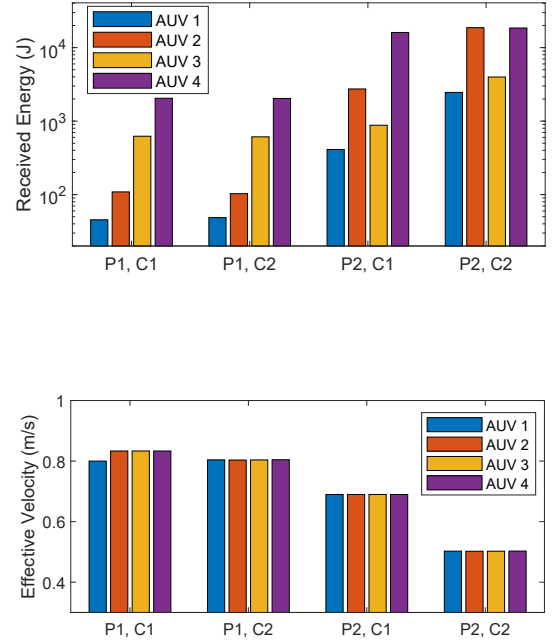 Received Energy (J)
10^4
10^3
10^2
AUV 1
AUV 2
AUV 3
AUV 4
P1, C1 P1, C2 P2, C1 P2, C2
Effective Velocity (m/s)
1
0.8
0.6
0.4
AUV 1
AUV 2
AUV 3
AUV 4
P1, C1 P1, C2 P2, C1 P2, C2